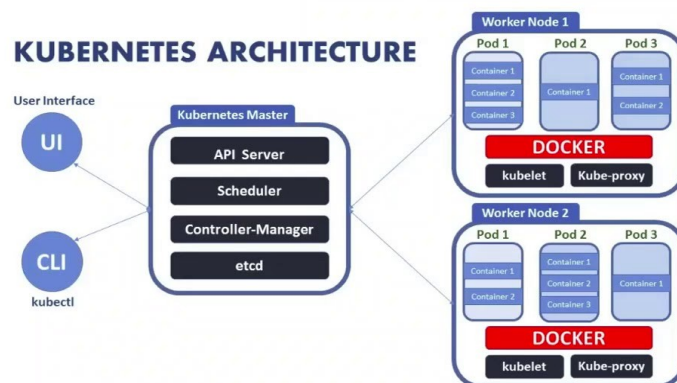 KUBERNETES ARCHITECTURE
User Interface
UI
CLI
kubectl
Kubernetes Master
API Server
Scheduler
Controller-Manager
etcd
Worker Node 1
Pod 1
Container 1
Container 2
Container 3
Pod 2
Container 1
Pod 3
Container 1
Container 2
DOCKER
kubelet
Kube-proxy
Worker Node 2
Pod 1
Container 1
Container 2
Pod 2
Container 1
Container 2
Container 3
Pod 3
Container 1
DOCKER
kubelet
Kube-proxy